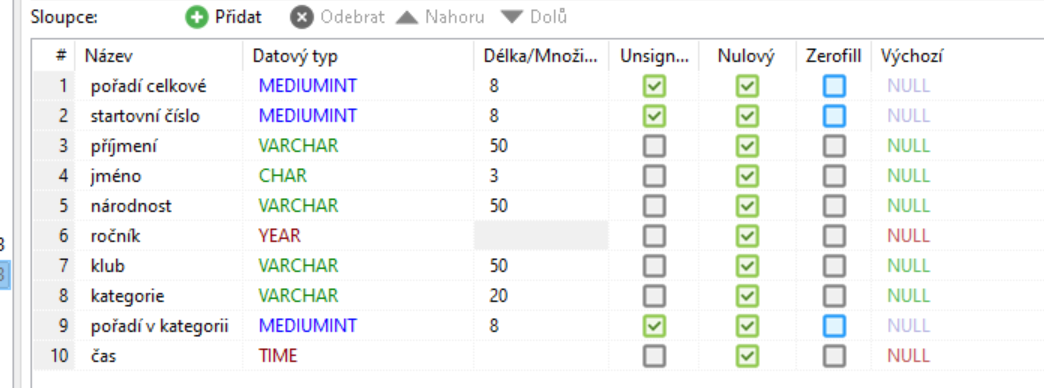 Sloupce: Přidat Odebrat Nahoru Dolů
# Název Datový typ Délka/Množi... Unsign... Nulový Zerofill Výchozí
1 pořadí celkové MEDIUMINT 8 NULL
2 startovní číslo MEDIUMINT 8 NULL
3 příjmení VARCHAR 50 NULL
4 jméno CHAR 3 NULL
5 národnost VARCHAR 50 NULL
6 ročník YEAR NULL
7 klub VARCHAR 50 NULL
8 kategorie VARCHAR 20 NULL
9 pořadí v kategorii MEDIUMINT 8 NULL
10 čas TIME NULL